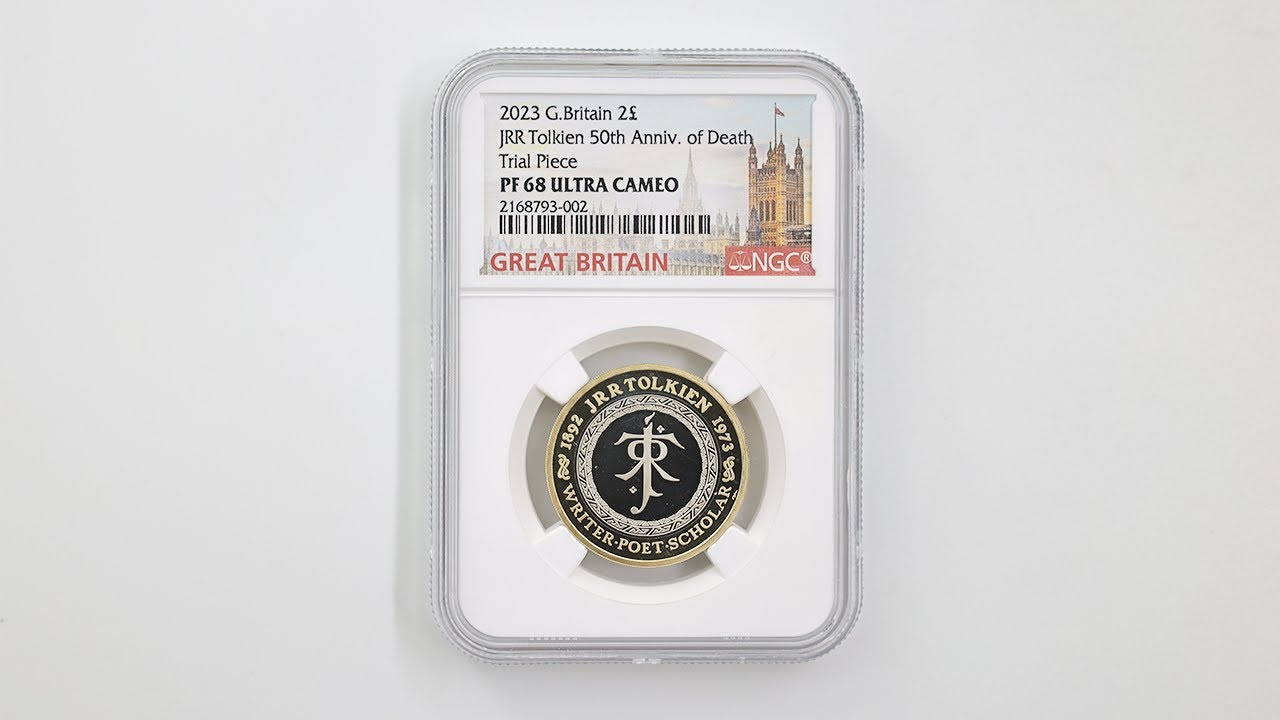 2023 G.Britain 2£
JRR Tolkien 50th Anniv. of Death
Trial Piece
PF 68 ULTRA CAMEO
2168793-002
GREAT BRITAIN
NGC®
1892 JRR TOLKIEN 1973
WRITER·POET·SCHOLAR